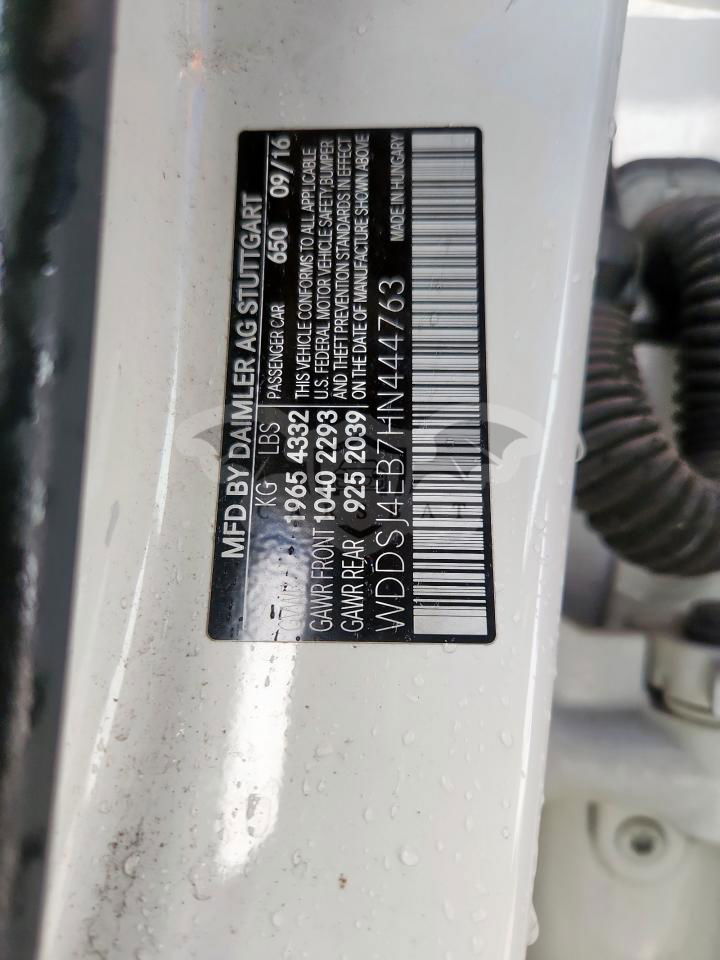 MFD BY DAIMLER AG STUTTGART
KG LBS PASSENGER CAR 650 09/16
GVWR 1965 4332 THIS VEHICLE CONFORMS TO ALL APPLICABLE
GAWR FRONT 1040 2293 U.S. FEDERAL MOTOR VEHICLE SAFETY, BUMPER
GAWR REAR 925 2039 AND THEFT PREVENTION STANDARDS IN EFFECT
ON THE DATE OF MANUFACTURE SHOWN ABOVE
WDDSJ4EB7HN444763 MADE IN HUNGARY